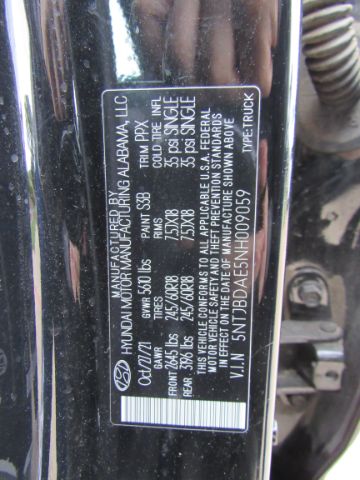 MANUFACTURED BY
HYUNDAI MOTOR MANUFACTURING ALABAMA, LLC
Oct/07/21 GVWR 5610 lbs PAINT S3B TRIM PPX
GAWR TIRES RIMS COLD TIRE INFL
FRONT 2645 lbs 245/60R18 7.5JX18 35 PSI SINGLE
REAR 3196 lbs 245/60R18 7.5JX18 35 PSI SINGLE
THIS VEHICLE CONFORMS TO ALL APPLICABLE U.S.A. FEDERAL
MOTOR VEHICLE SAFETY AND THEFT PREVENTION STANDARDS IN
EFFECT ON THE DATE OF MANUFACTURE SHOWN ABOVE.
V.I.N 5NTJBDAE5NH009059 TYPE:TRUCK